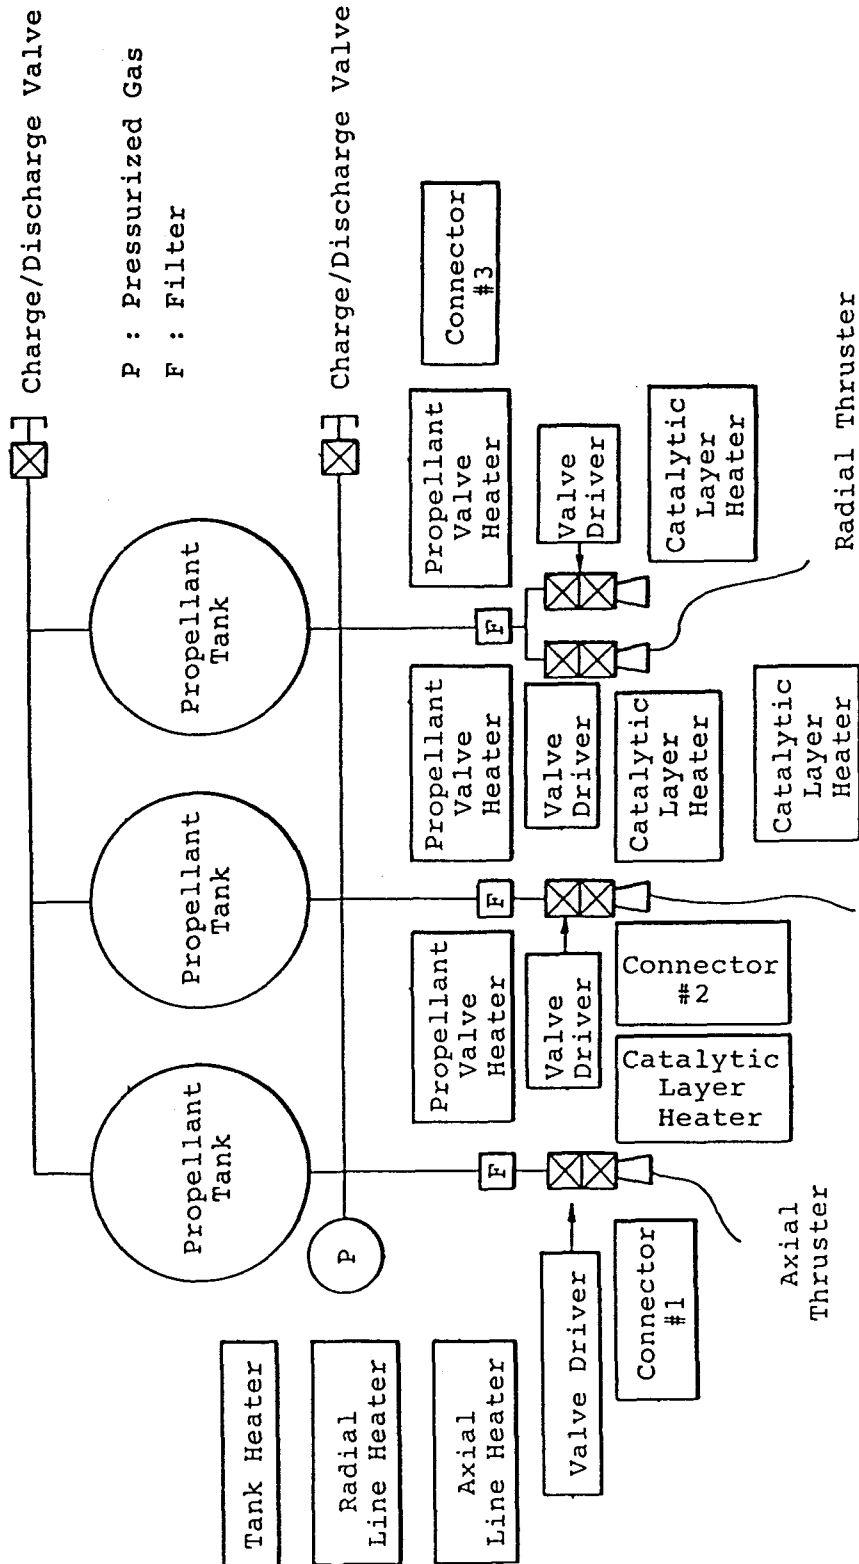 Charge/Discharge Valve
P : Pressurized Gas
F : Filter
Propellant
Tank
Propellant
Tank
Propellant
Tank
Charge/Discharge Valve
P
Tank Heater
Radial
Line Heater
Axial
Line Heater
F
F
F
Propellant
Valve
Heater
Propellant
Valve
Heater
Propellant
Valve
Heater
Connector
#3
Valve Driver
Valve
Driver
Valve
Driver
Valve
Driver
Connector
#1
Catalytic
Layer
Heater
Connector
#2
Catalytic
Layer
Heater
Catalytic
Layer
Heater
Catalytic
Layer
Heater
Axial
Thruster
Radial Thruster